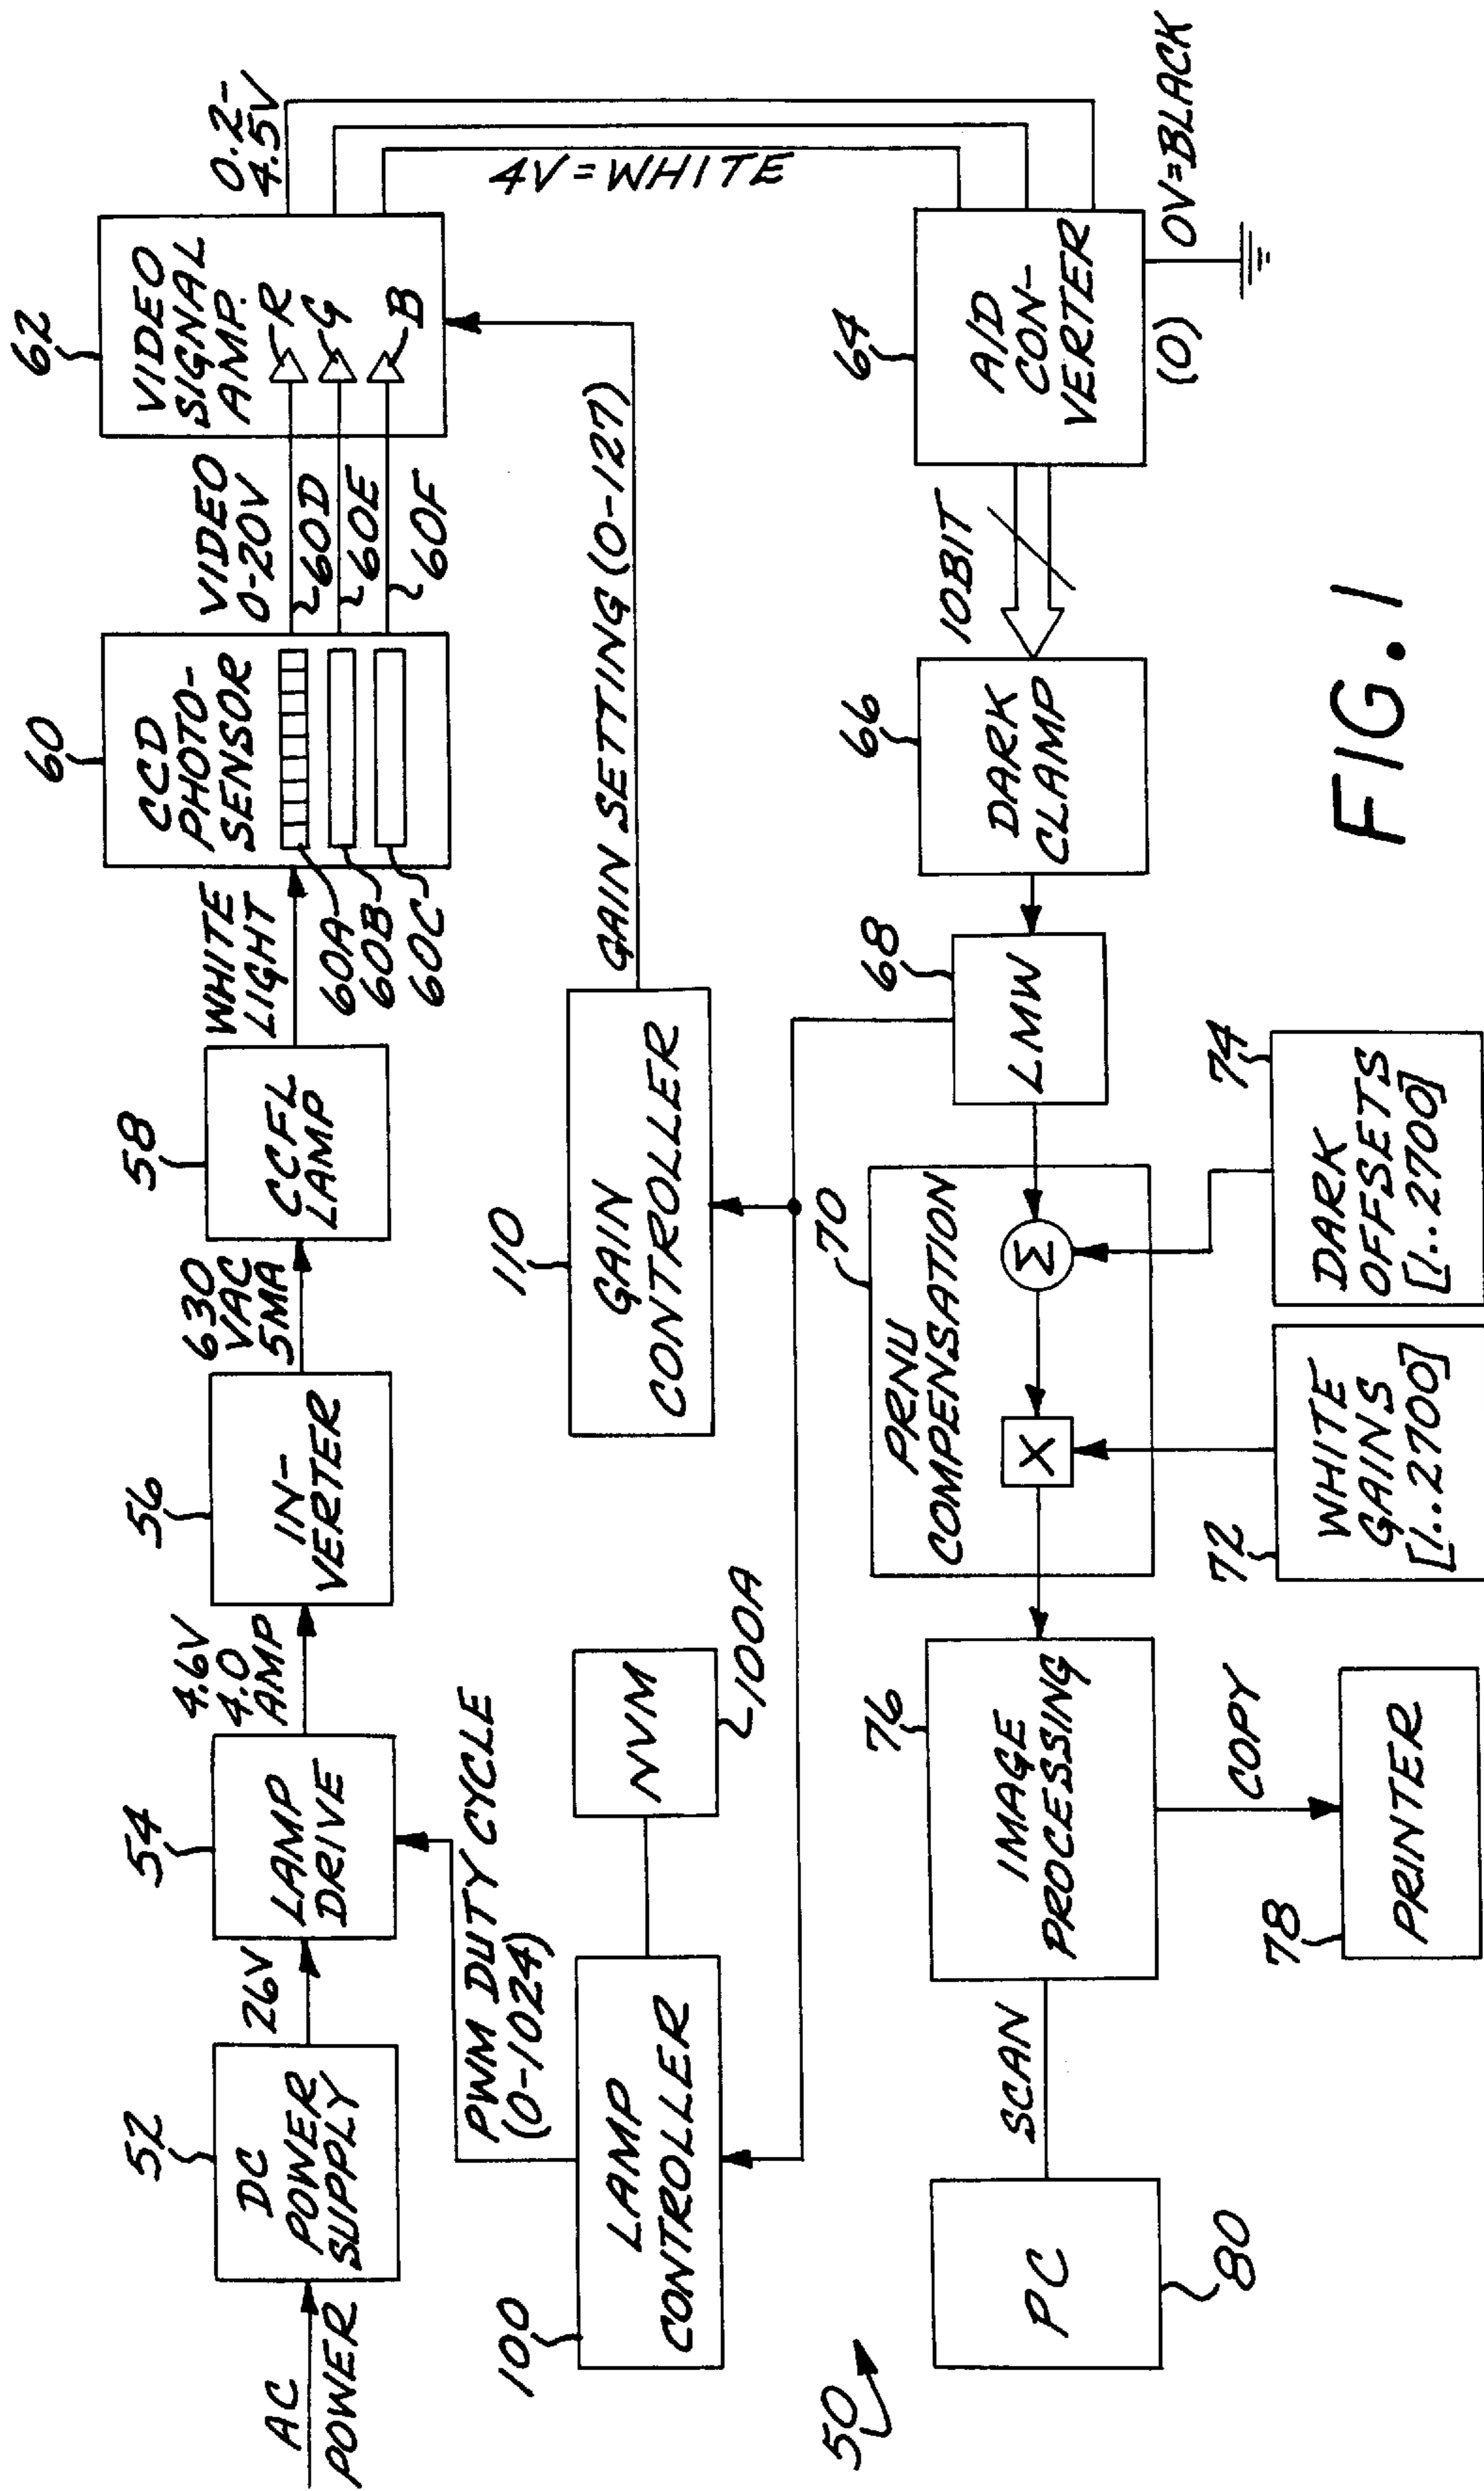 AC
POWER
52
DC
POWER
SUPPLY
26V
54
LAMP
DRIVE
4.6V
4.0
AMP
56
IN-
VERTER
630
VAC
5MA
58
CCFL
LAMP
WHITE
LIGHT
60
CCD
PHOTO-
SENSOR
60A
60B
60C
VIDEO
0-20V
60D
60E
60F
62
VIDEO
SIGNAL
AMP.
R
G
B
0.2-
4.5V
4V=WHITE
100
LAMP
CONTROLLER
PWM DUTY CYCLE
(0-1024)
NVM
100A
110
GAIN
CONTROLLER
GAIN SETTING (0-127)
64
A/D
CON-
VERTER
(0)
0V=BLACK
10BIT
66
DARK
CLAMP
68
LMW
70
PRNU
COMPENSATION
Σ
X
72
WHITE
GAINS
[1..2700]
74
DARK
OFFSETS
[1..2700]
76
IMAGE
PROCESSING
COPY
78
PRINTER
SCAN
PC
80
50
FIG. 1